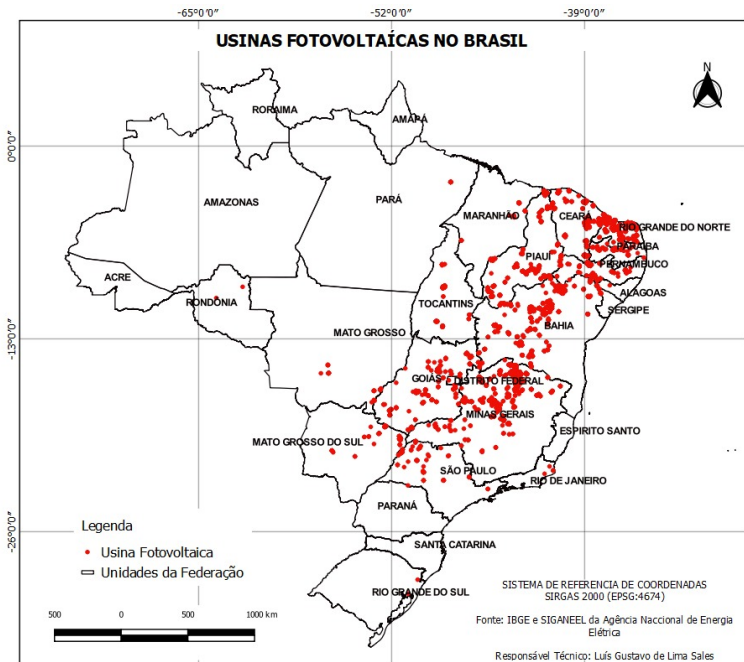 -65°0'0"
-52°0'0"
-39°0'0"
USINAS FOTOVOLTAÍCAS NO BRASIL
N
RORAIMA
AMAPÁ
0°0'0"
AMAZONAS
PARÁ
MARANHÃO
CEARÁ
RIO GRANDE DO NORTE
PARAÍBA
PIAUÍ
PERNAMBUCO
ACRE
ALAGOAS
RONDÔNIA
TOCANTINS
SERGIPE
BAHIA
MATO GROSSO
-13°0'0"
GOIÁS
DISTRITO FEDERAL
MINAS GERAIS
ESPIRITO SANTO
MATO GROSSO DO SUL
SÃO PAULO
RIO DE JANEIRO
PARANÁ
-26°0'0"
Legenda
Usina Fotovoltaica
Unidades da Federação
SANTA CATARINA
RIO GRANDE DO SUL
500 0 500 1000 km
SISTEMA DE REFERENCIA DE COORDENADAS
SIRGAS 2000 (EPSG:4674)
Fonte: IBGE e SIGANEEL da Agência Naccional de Energia
Elétrica
Responsável Técnico: Luís Gustavo de Lima Sales